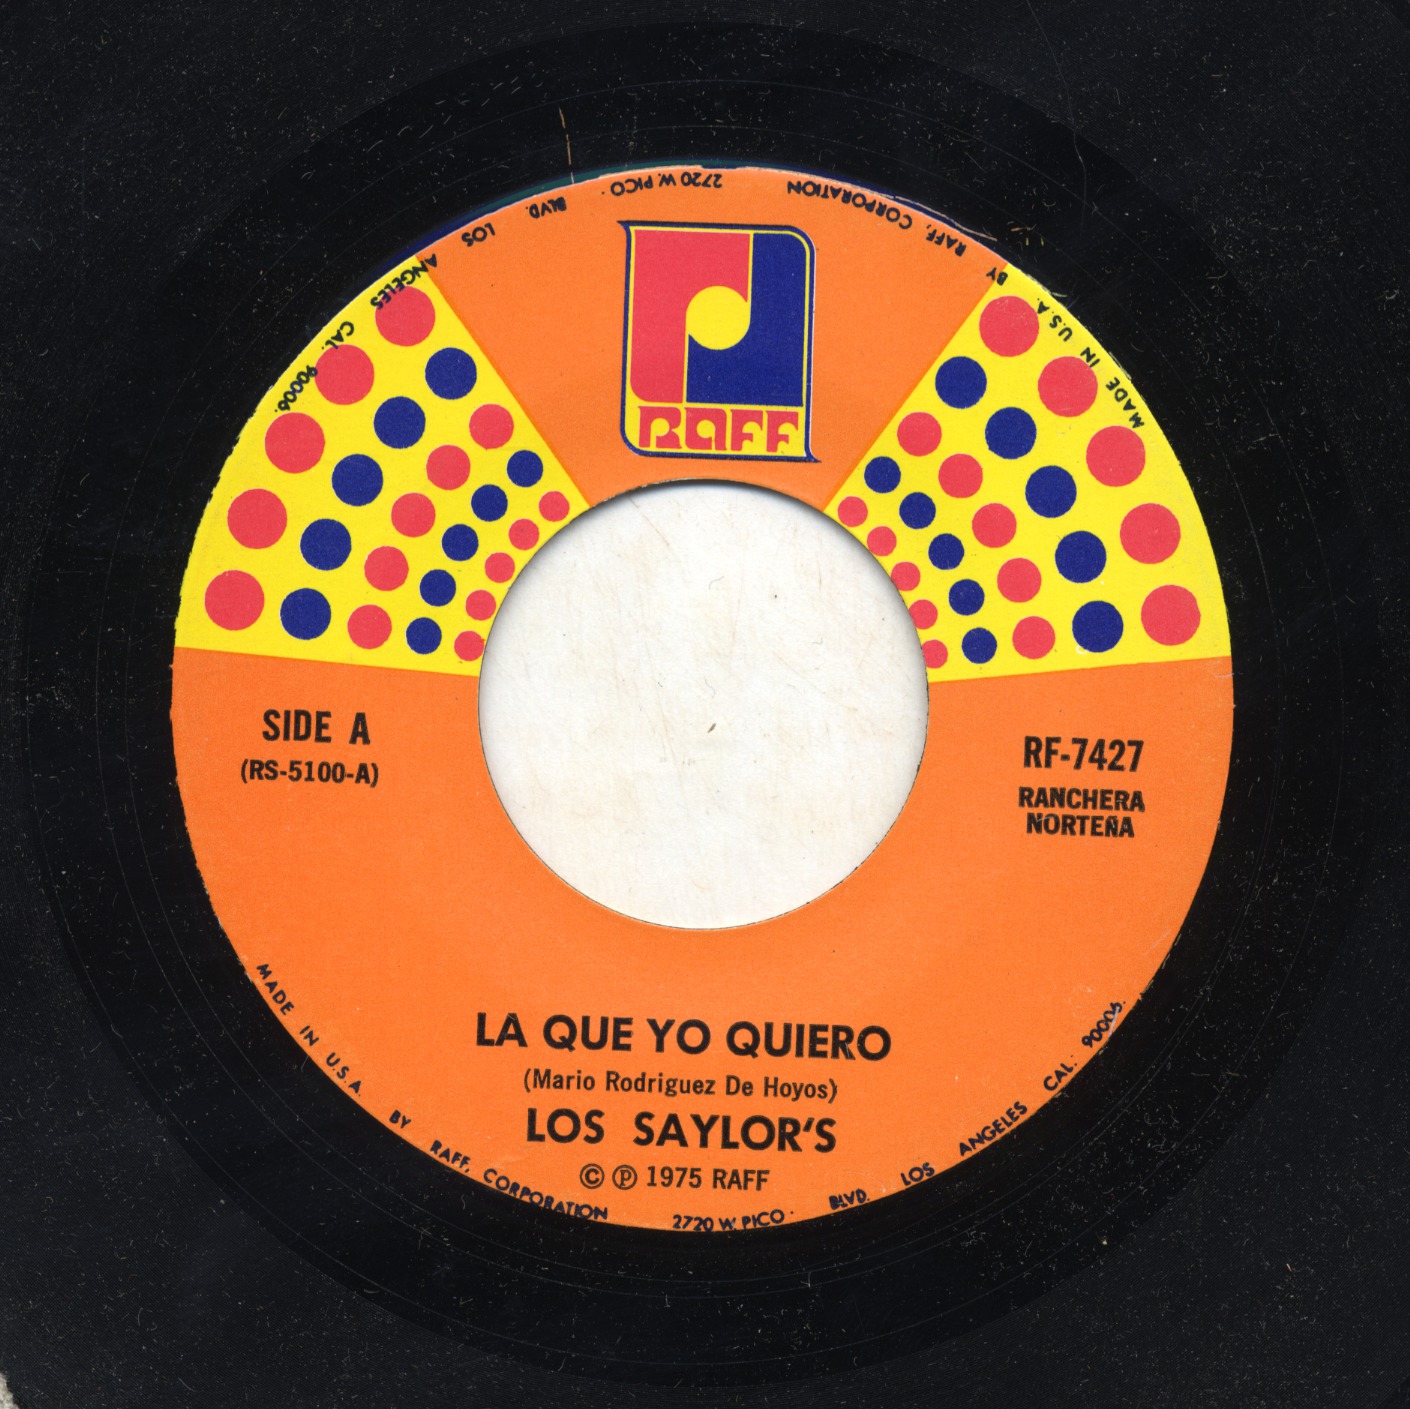 RAFF
SIDE A
(RS-5100-A)
RF-7427
RANCHERA
NORTEÑA
LA QUE YO QUIERO
(Mario Rodriguez De Hoyos)
LOS SAYLOR'S
© ℗ 1975 RAFF
MADE IN U.S.A. BY RAFF, CORPORATION 2720 W. PICO BLVD. LOS ANGELES CAL. 90006.
MADE IN U.S.A. BY RAFF, CORPORATION 2720 W. PICO BLVD. LOS ANGELES CAL. 90006.